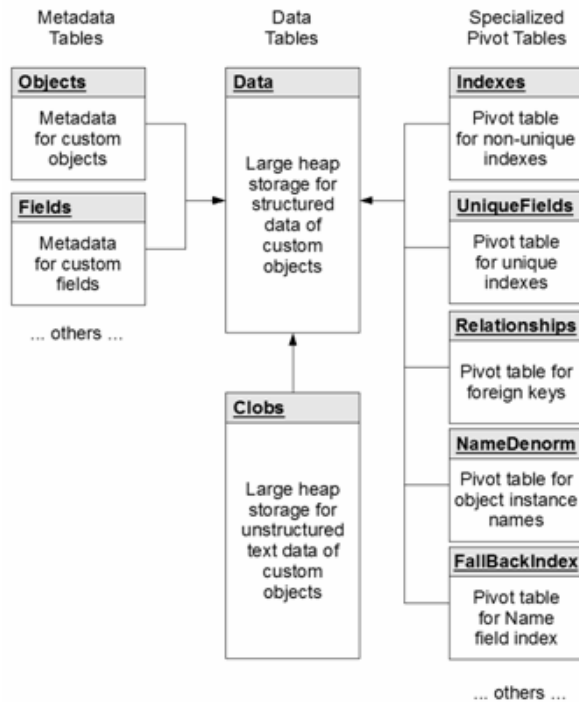 Metadata
Tables
Objects
Metadata
for custom
objects
Fields
Metadata
for custom
fields
... others ...
Data
Tables
Data
Large heap
storage for
structured
data of
custom
objects
Clobs
Large heap
storage for
unstructured
text data of
custom
objects
Specialized
Pivot Tables
Indexes
Pivot table
for non-unique
indexes
UniqueFields
Pivot table
for unique
indexes
Relationships
Pivot table for
foreign keys
NameDenorm
Pivot table for
object instance
names
FallBackIndex
Pivot table
for Name
field index
... others ...